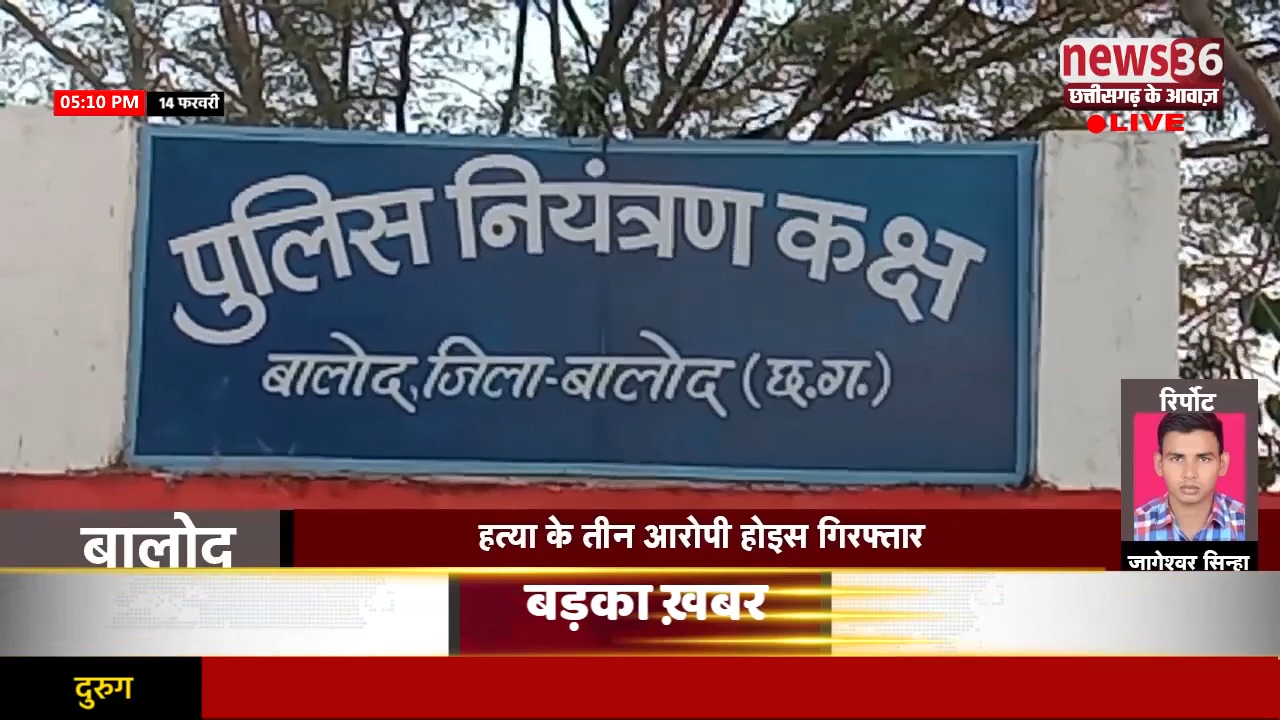 news36
छत्तीसगढ़ के आवाज़
LIVE
05:10 PM
14 फरवरी
पुलिस नियंत्रण कक्ष
बालोद, जिला-बालोद (छ.ग.)
रिर्पोट
जागेश्वर सिन्हा
बालोद
हत्या के तीन आरोपी होइस गिरफ्तार
बड़का ख़बर
दुरुग